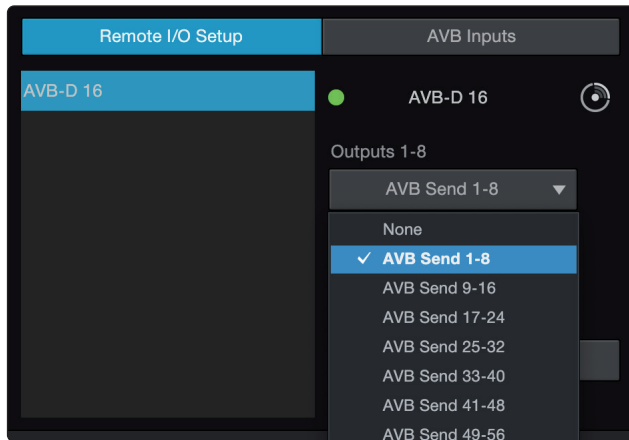 Remote I/O Setup
AVB Inputs
AVB-D 16
AVB-D 16
Outputs 1-8
AVB Send 1-8
None
✓ AVB Send 1-8
AVB Send 9-16
AVB Send 17-24
AVB Send 25-32
AVB Send 33-40
AVB Send 41-48
AVB Send 49-56